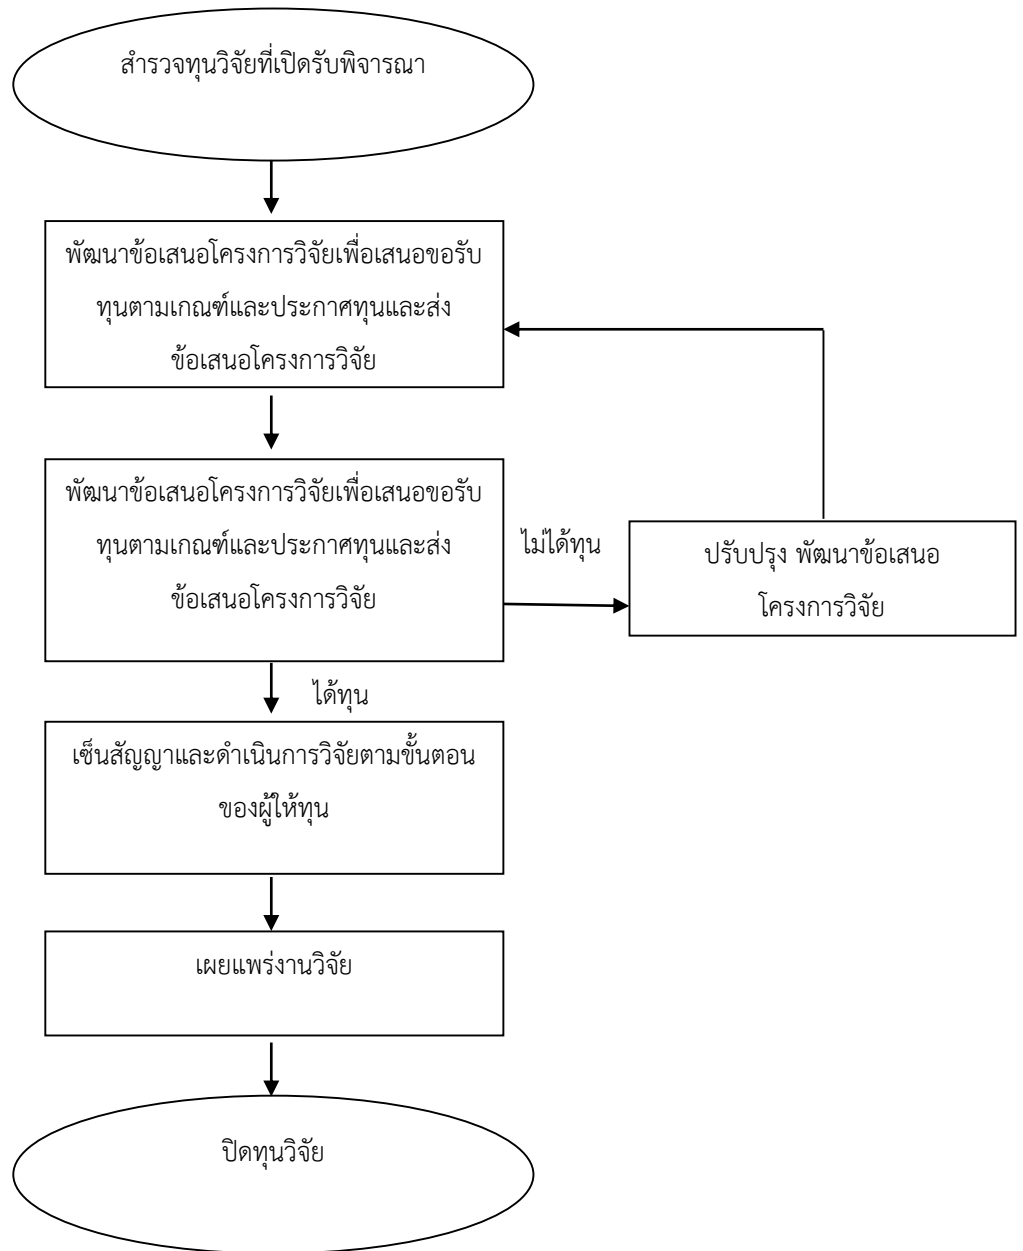 สำรวจทุนวิจัยที่เปิดรับพิจารณา
พัฒนาข้อเสนอโครงการวิจัยเพื่อเสนอขอรับ
ทุนตามเกณฑ์และประกาศทุนและส่ง
ข้อเสนอโครงการวิจัย
พัฒนาข้อเสนอโครงการวิจัยเพื่อเสนอขอรับ
ทุนตามเกณฑ์และประกาศทุนและส่ง
ข้อเสนอโครงการวิจัย
ไม่ได้ทุน
ปรับปรุง พัฒนาข้อเสนอ
โครงการวิจัย
ได้ทุน
เซ็นสัญญาและดำเนินการวิจัยตามขั้นตอน
ของผู้ให้ทุน
เผยแพร่งานวิจัย
ปิดทุนวิจัย